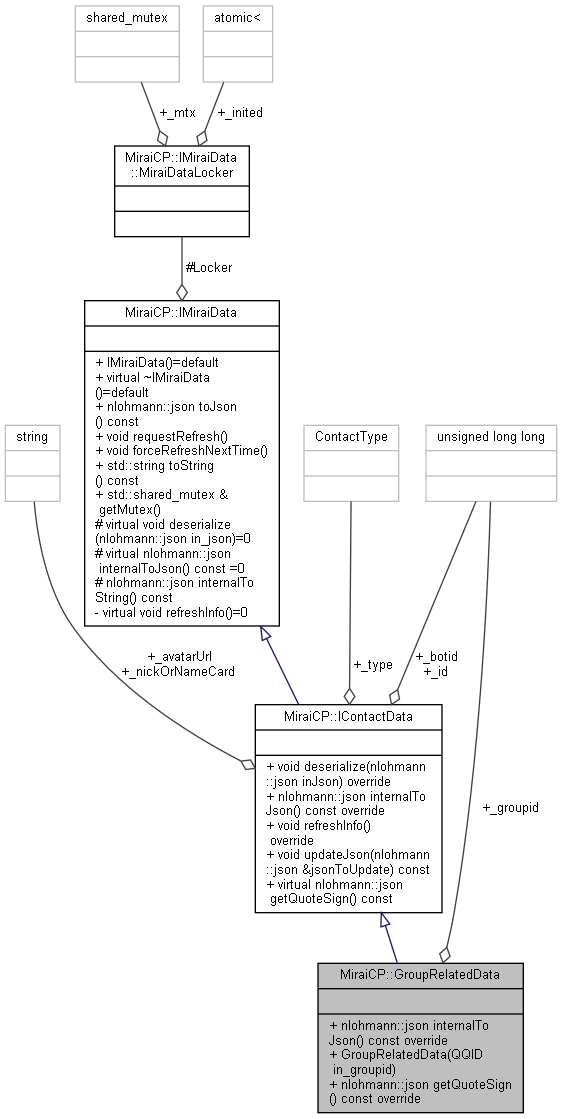 shared_mutex
atomic<
+_mtx
+_inited
MiraiCP::IMiraiData
::MiraiDataLocker
#Locker
MiraiCP::IMiraiData
+ IMiraiData()=default
+ virtual ~IMiraiData
()=default
+ nlohmann::json toJson
() const
+ void requestRefresh()
+ void forceRefreshNextTime()
+ std::string toString
() const
+ std::shared_mutex &
getMutex()
# virtual void deserialize
(nlohmann::json in_json)=0
# virtual nlohmann::json
internalToJson() const =0
# nlohmann::json internalTo
String() const
- virtual void refreshInfo()=0
string
ContactType
unsigned long long
+_avatarUrl
+_nickOrNameCard
+_type
+_botid
+_id
MiraiCP::IContactData
+ void deserialize(nlohmann
::json inJson) override
+ nlohmann::json internalTo
Json() const override
+ void refreshInfo()
override
+ void updateJson(nlohmann
::json &jsonToUpdate) const
+ virtual nlohmann::json
getQuoteSign() const
+_groupid
MiraiCP::GroupRelatedData
+ nlohmann::json internalTo
Json() const override
+ GroupRelatedData(QQID
in_groupid)
+ nlohmann::json getQuoteSign
() const override